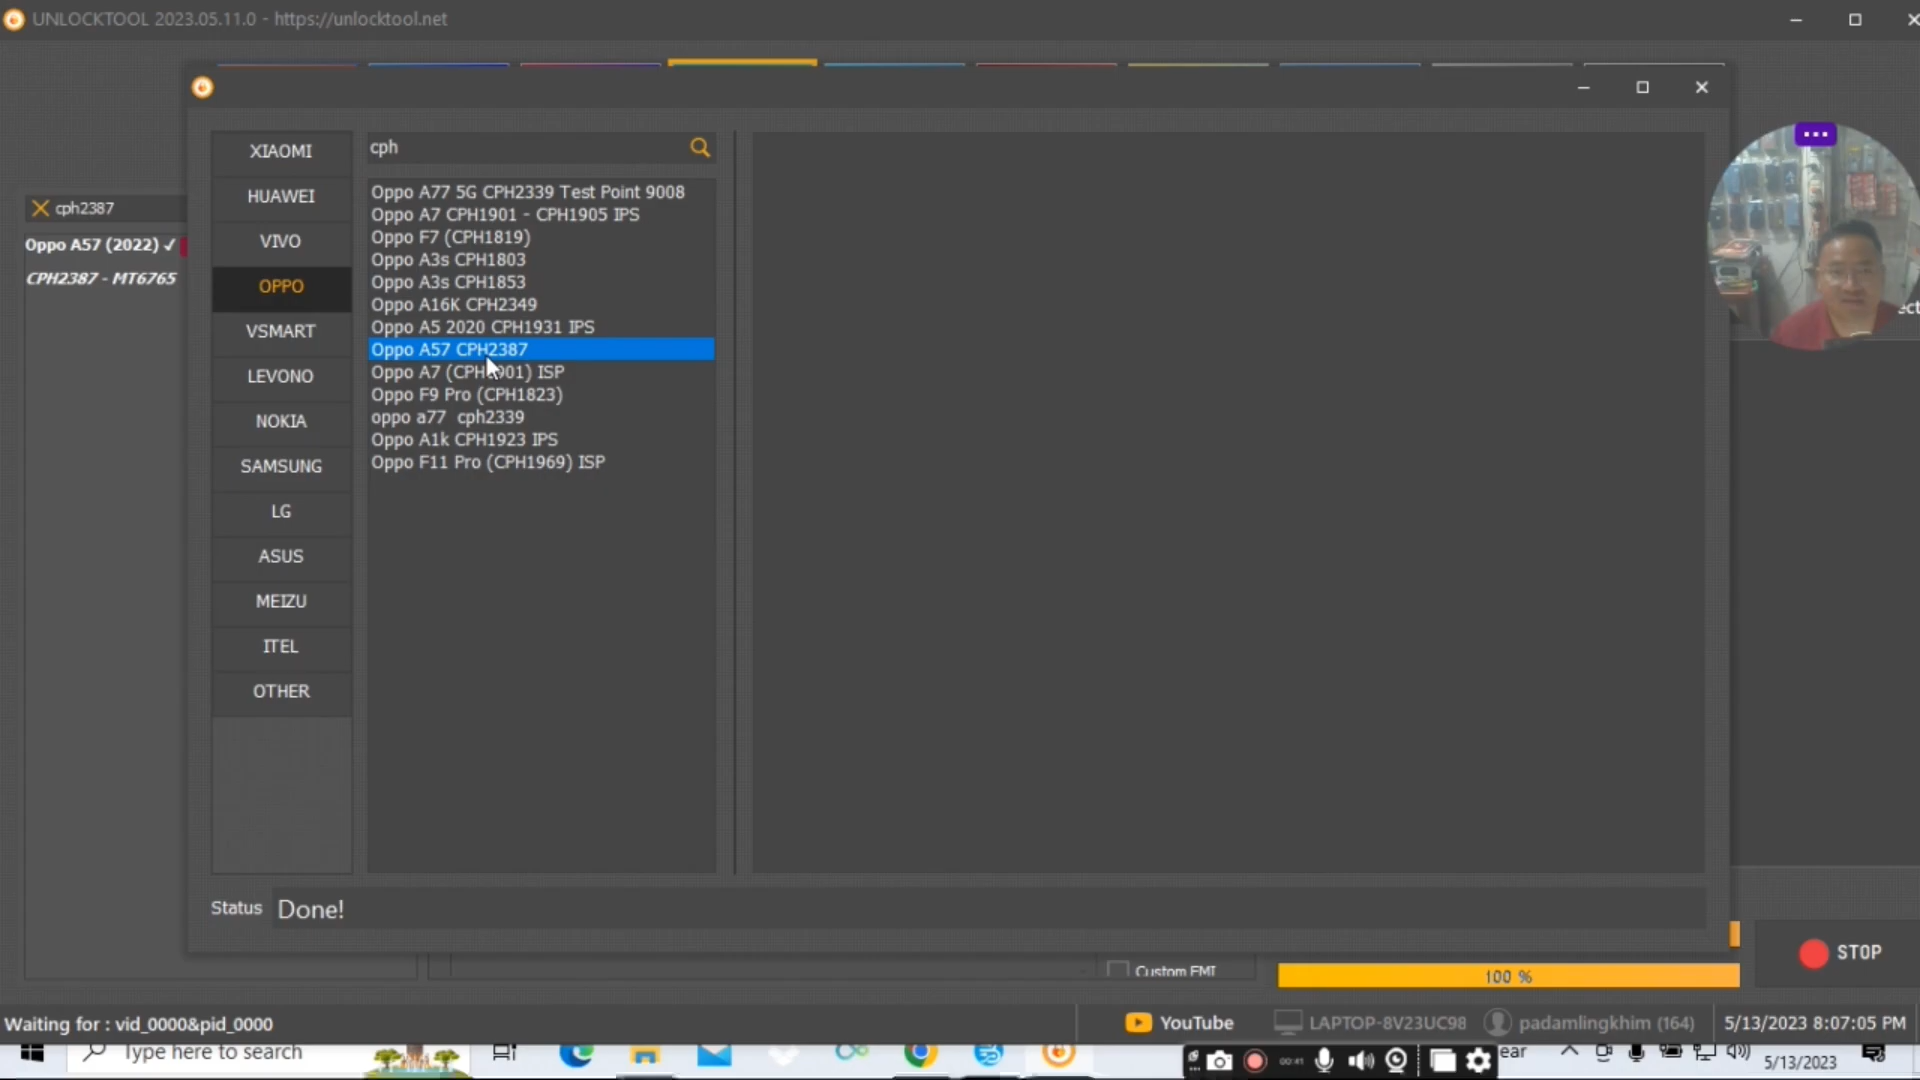 UNLOCKTOOL 2023.05.11.0 - https://unlocktool.net
cph2387
Oppo A57 (2022) ✓
CPH2387 - MT6765
XIAOMI
HUAWEI
VIVO
OPPO
VSMART
LEVONO
NOKIA
SAMSUNG
LG
ASUS
MEIZU
ITEL
OTHER
cph
Oppo A77 5G CPH2339 Test Point 9008
Oppo A7 CPH1901 - CPH1905 IPS
Oppo F7 (CPH1819)
Oppo A3s CPH1803
Oppo A3s CPH1853
Oppo A16K CPH2349
Oppo A5 2020 CPH1931 IPS
Oppo A57 CPH2387
Oppo A7 (CPH1901) ISP
Oppo F9 Pro (CPH1823)
oppo a77 cph2339
Oppo A1k CPH1923 IPS
Oppo F11 Pro (CPH1969) ISP
Status Done!
Custom EMI
100 %
STOP
Waiting for : vid_0000&pid_0000
YouTube
LAPTOP-8V23UC98
padamlingkhim (164)
5/13/2023 8:07:05 PM
Type here to search
00:41
ear
5/13/2023